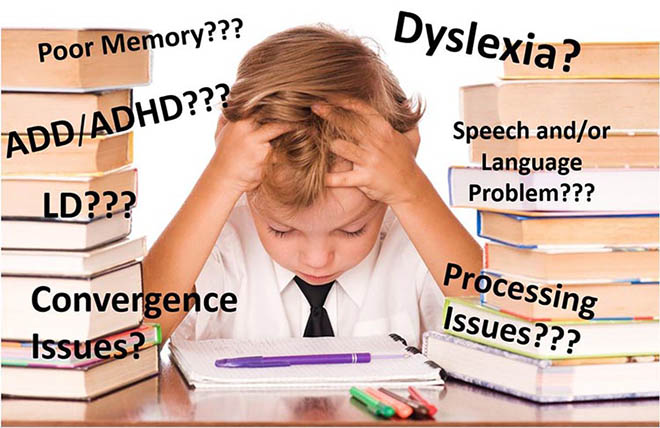 Poor Memory???
ADD/ADHD???
LD???
Convergence
Issues?
Dyslexia?
Speech and/or
Language
Problem???
Processing
Issues???